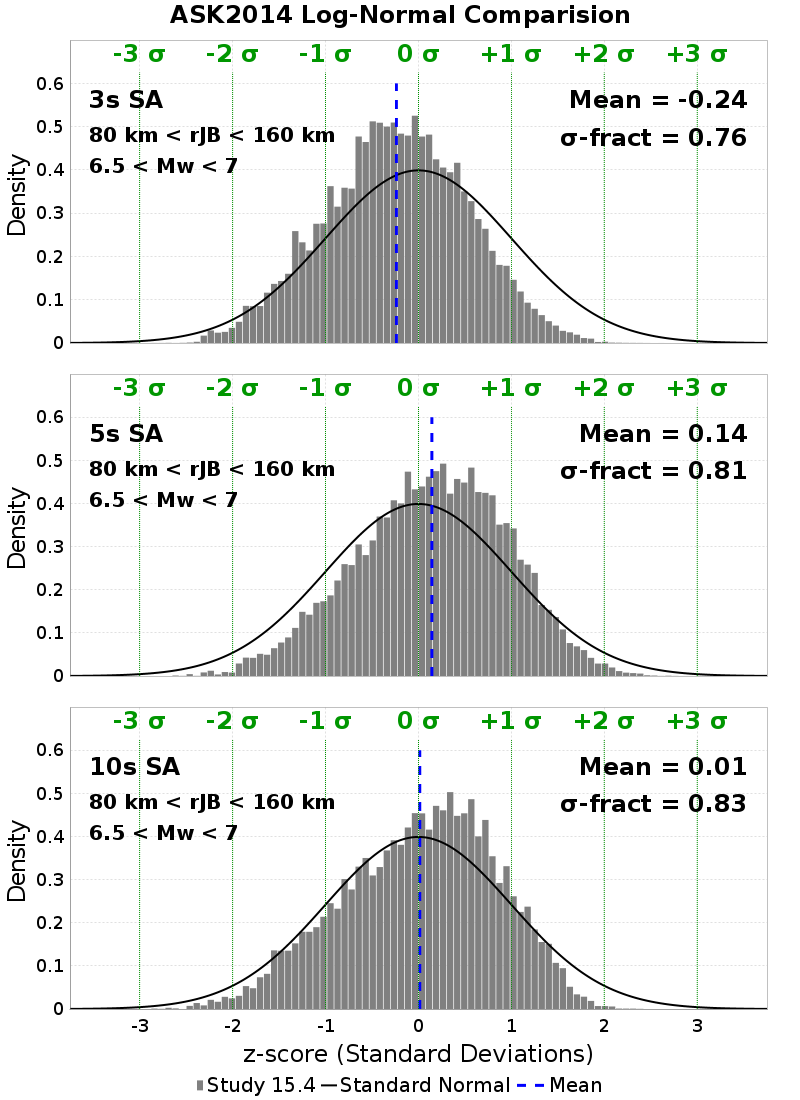 ASK2014 Log-Normal Comparision
-3 σ -2 σ -1 σ 0 σ +1 σ +2 σ +3 σ
0.6
3s SA Mean = -0.24
0.5
80 km < rJB < 160 km σ-fract = 0.76
6.5 < Mw < 7
0.4
0.3
0.2
0.1
0
Density
-3 σ -2 σ -1 σ 0 σ +1 σ +2 σ +3 σ
0.6
5s SA Mean = 0.14
0.5
80 km < rJB < 160 km σ-fract = 0.81
6.5 < Mw < 7
0.4
0.3
0.2
0.1
0
Density
-3 σ -2 σ -1 σ 0 σ +1 σ +2 σ +3 σ
0.6
10s SA Mean = 0.01
0.5
80 km < rJB < 160 km σ-fract = 0.83
6.5 < Mw < 7
0.4
0.3
0.2
0.1
0
Density
-3 -2 -1 0 1 2 3
z-score (Standard Deviations)
Study 15.4 Standard Normal Mean